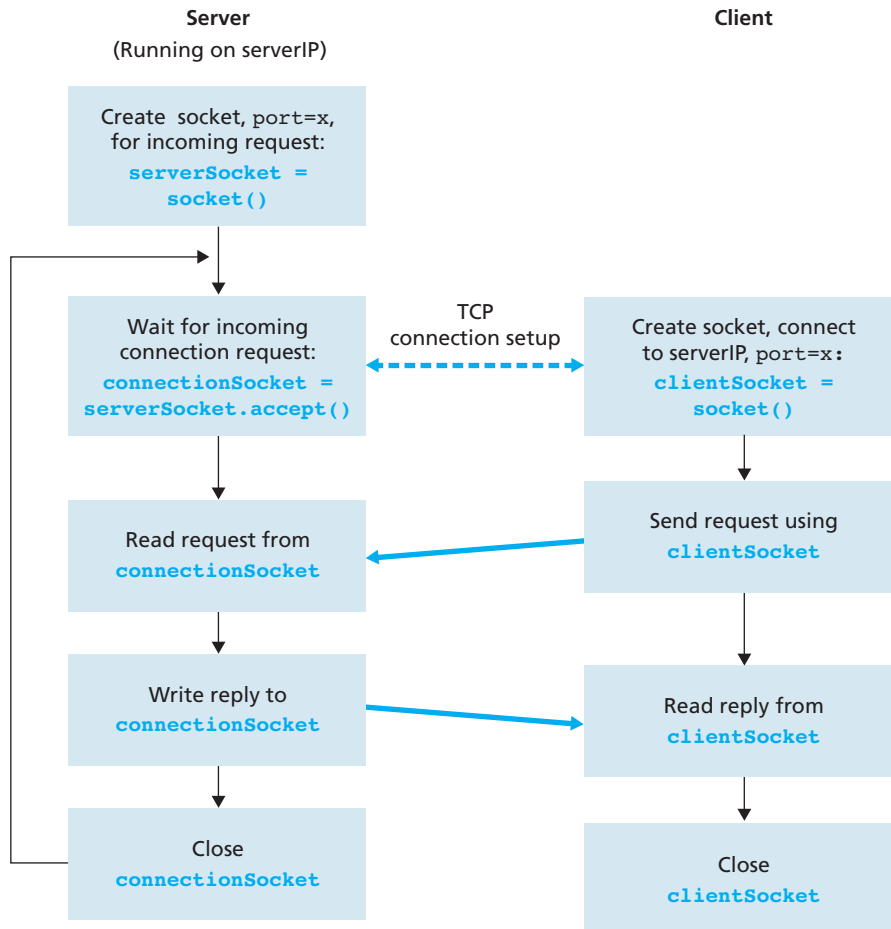 Server
(Running on serverIP)
Create socket, port=x,
for incoming request:
serverSocket =
socket()
Wait for incoming
connection request:
connectionSocket =
serverSocket.accept()
Read request from
connectionSocket
Write reply to
connectionSocket
Close
connectionSocket
TCP
connection setup
Client
Create socket, connect
to serverIP, port=x:
clientSocket =
socket()
Send request using
clientSocket
Read reply from
clientSocket
Close
clientSocket